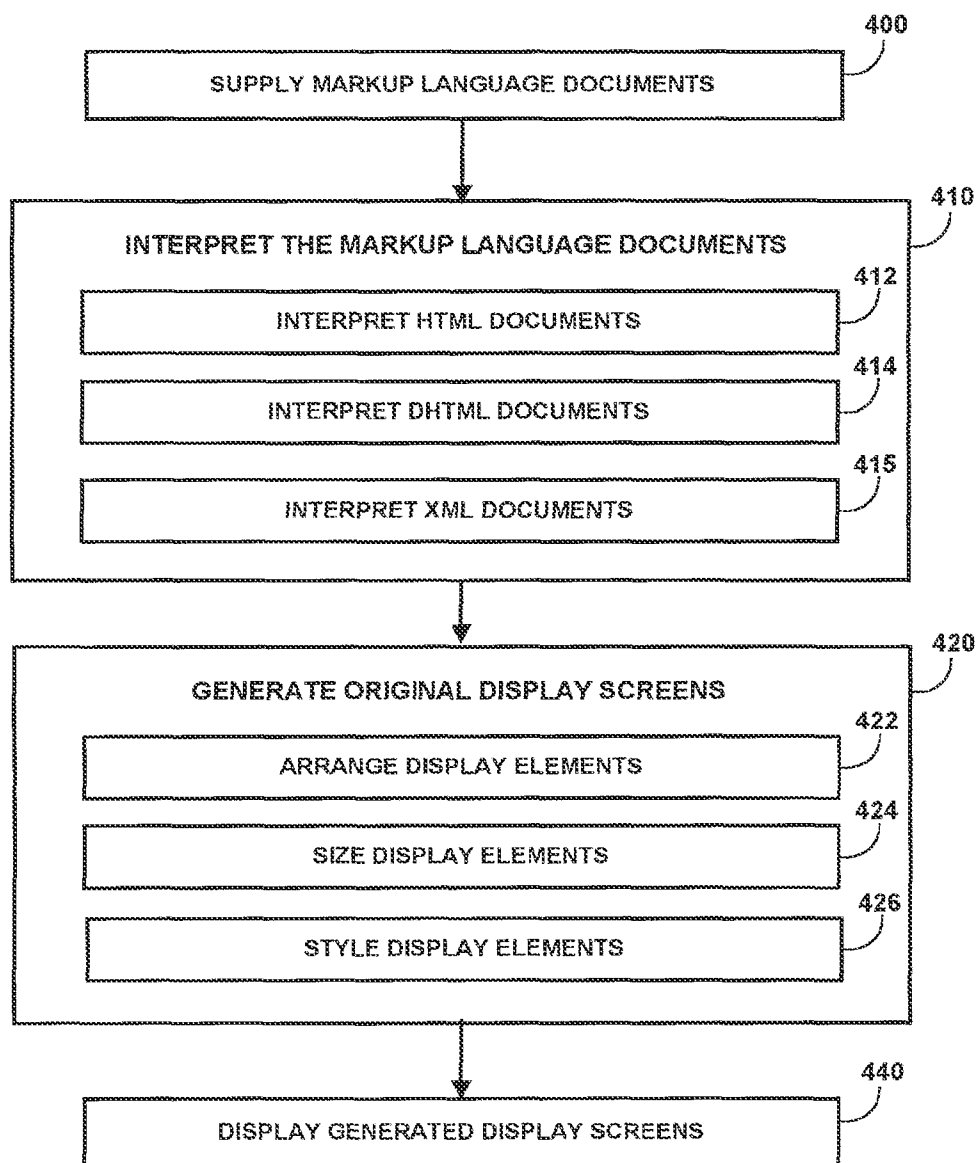 400
SUPPLY MARKUP LANGUAGE DOCUMENTS
410
INTERPRET THE MARKUP LANGUAGE DOCUMENTS
412
INTERPRET HTML DOCUMENTS
414
INTERPRET DHTML DOCUMENTS
415
INTERPRET XML DOCUMENTS
420
GENERATE ORIGINAL DISPLAY SCREENS
422
ARRANGE DISPLAY ELEMENTS
424
SIZE DISPLAY ELEMENTS
426
STYLE DISPLAY ELEMENTS
440
DISPLAY GENERATED DISPLAY SCREENS